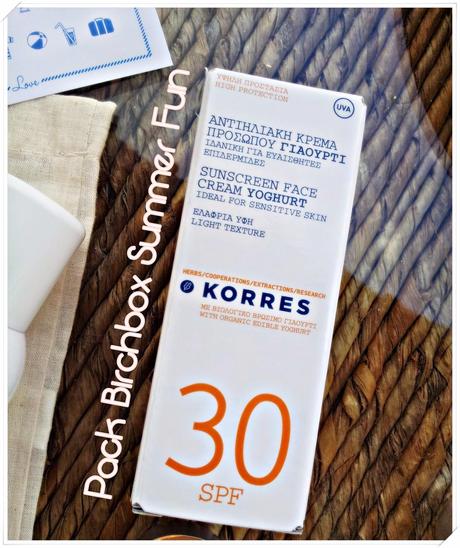 Love
Pack Birchbox Summer Fun
ΥΨΗΛΗ ΠΡΟΣΤΑΣΙΑ
HIGH PROTECTION
UVA
ΑΝΤΙΗΛΙΑΚΗ ΚΡΕΜΑ
ΠΡΟΣΩΠΟΥ ΓΙΑΟΥΡΤΙ
ΙΔΑΝΙΚΗ ΓΙΑ ΕΥΑΙΣΘΗΤΕΣ
ΕΠΙΔΕΡΜΙΔΕΣ
SUNSCREEN FACE
CREAM YOGHURT
IDEAL FOR SENSITIVE SKIN
ΕΛΑΦΡΙΑ ΥΦΗ
LIGHT TEXTURE
HERBS/COOPERATIONS/EXTRACTIONS/RESEARCH
KORRES
ΜΕ ΒΙΟΛΟΓΙΚΟ ΒΡΩΣΙΜΟ ΓΙΑΟΥΡΤΙ
WITH ORGANIC EDIBLE YOGHURT
30
SPF